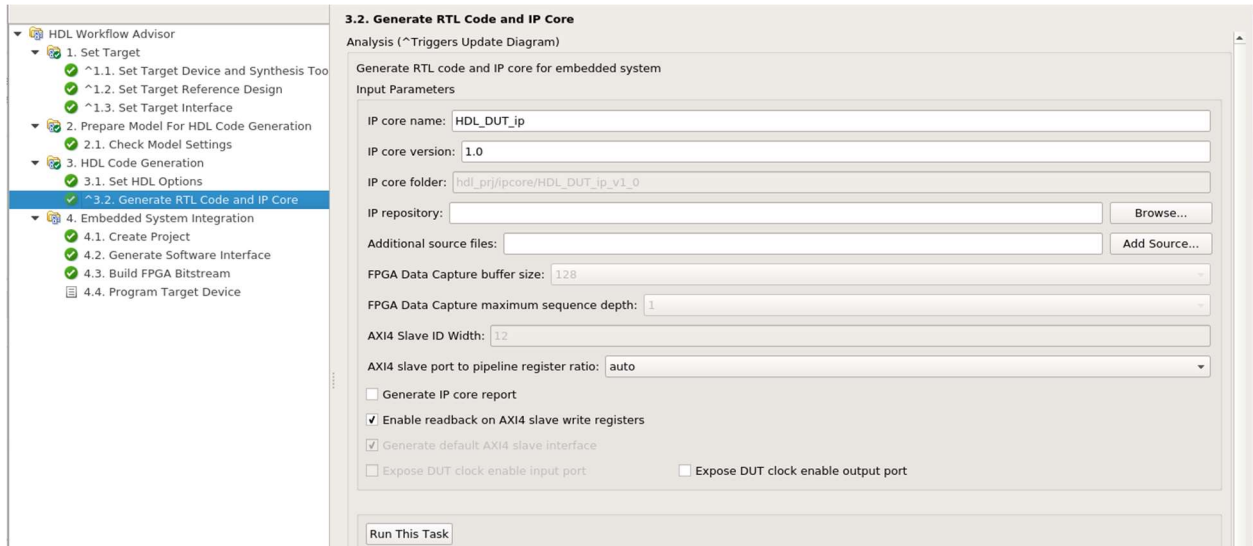 HDL Workflow Advisor
1. Set Target
^1.1. Set Target Device and Synthesis Too
^1.2. Set Target Reference Design
^1.3. Set Target Interface
2. Prepare Model For HDL Code Generation
2.1. Check Model Settings
3. HDL Code Generation
3.1. Set HDL Options
^3.2. Generate RTL Code and IP Core
4. Embedded System Integration
4.1. Create Project
4.2. Generate Software Interface
4.3. Build FPGA Bitstream
4.4. Program Target Device
3.2. Generate RTL Code and IP Core
Analysis (^Triggers Update Diagram)
Generate RTL code and IP core for embedded system
Input Parameters
IP core name: HDL_DUT_ip
IP core version: 1.0
IP core folder: hdl_prj/ipcore/HDL_DUT_ip_v1_0
IP repository: Browse...
Additional source files: Add Source...
FPGA Data Capture buffer size: 128
FPGA Data Capture maximum sequence depth: 1
AXI4 Slave ID Width: 12
AXI4 slave port to pipeline register ratio: auto
Generate IP core report
Enable readback on AXI4 slave write registers
Generate default AXI4 slave interface
Expose DUT clock enable input port Expose DUT clock enable output port
Run This Task